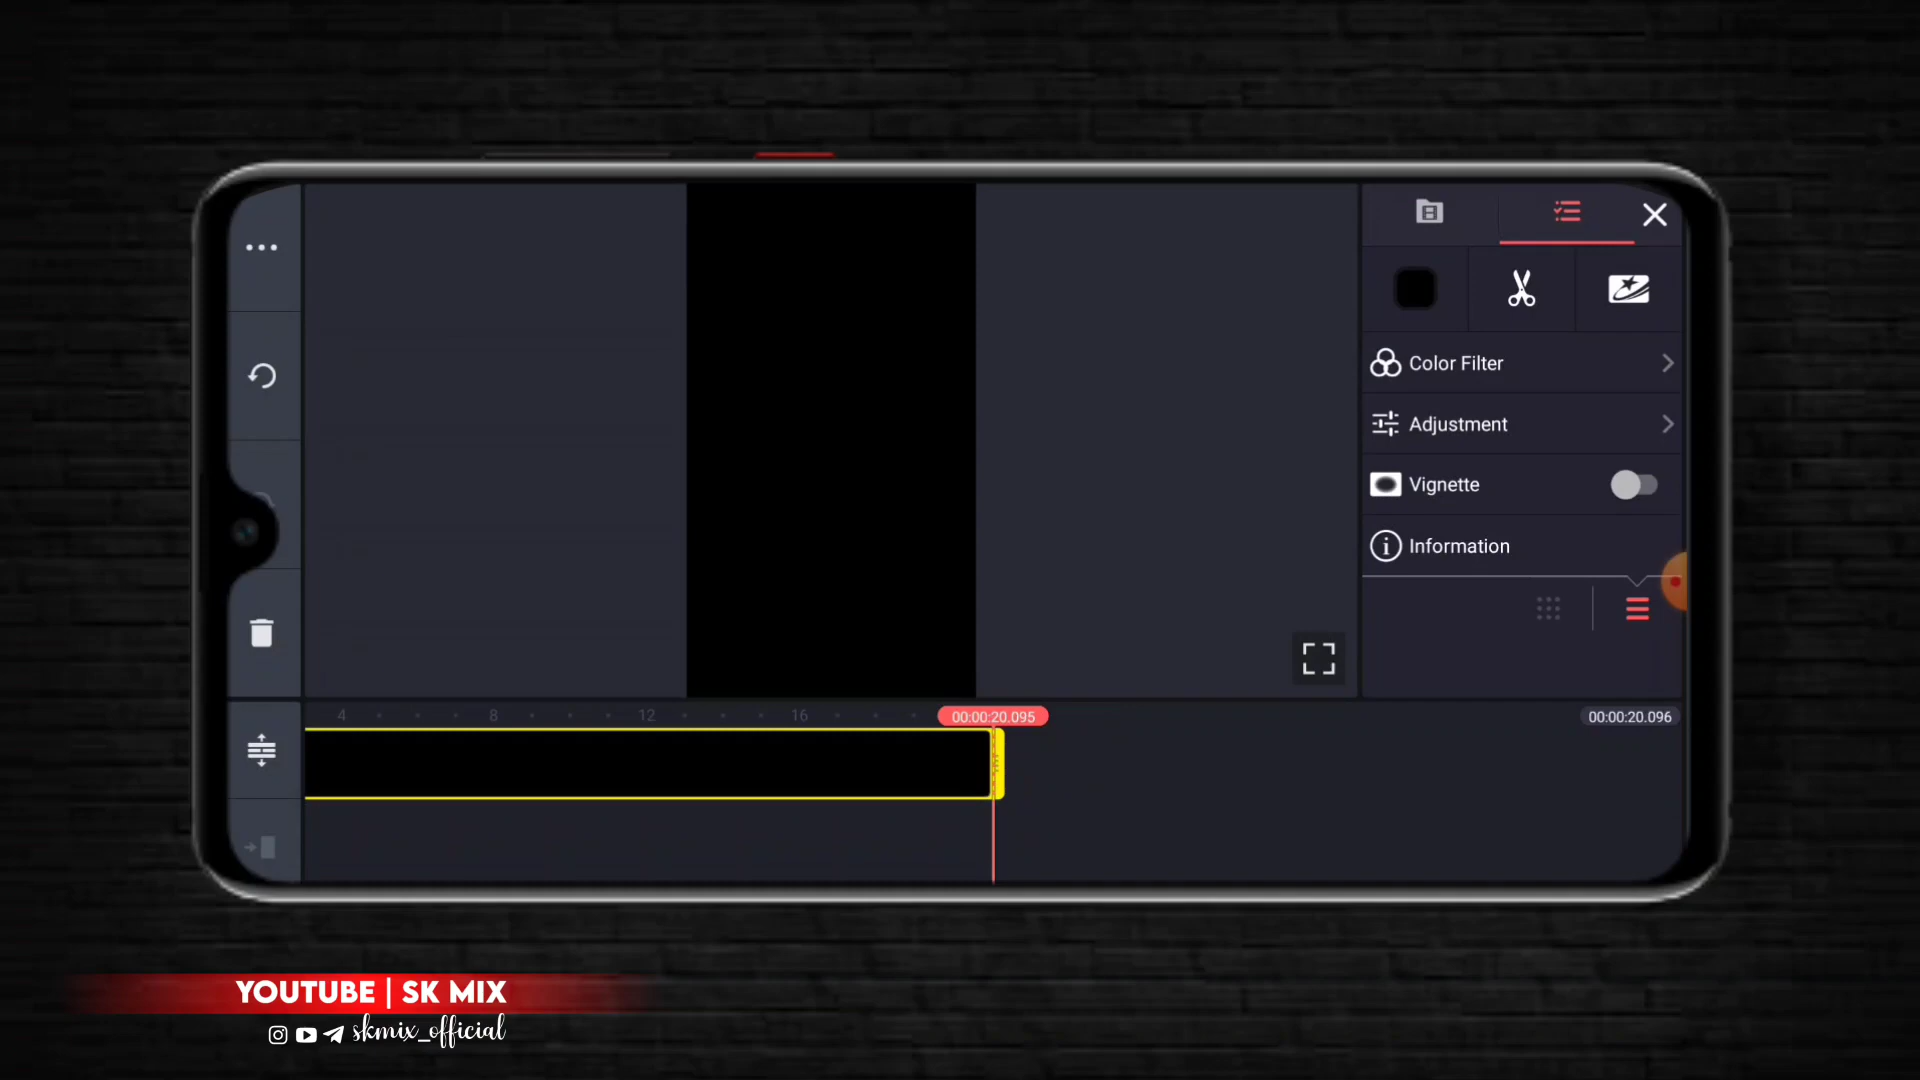 Color Filter
Adjustment
Vignette
Information
4 8 12 16 00:00:20.095 00:00:20.096
YOUTUBE | SK MIX
skmix_official